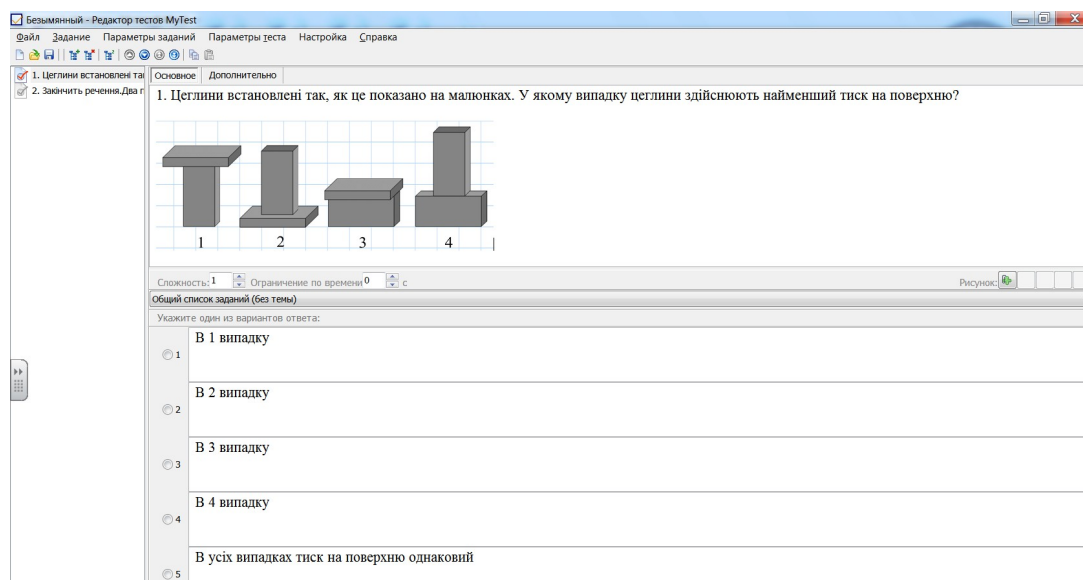 Безымянный - Редактор тестов MyTest
Файл Задание Параметры заданий Параметры теста Настройка Справка
1. Цеглини встановлені та
2. Закінчить речення.Два п
Основное Дополнительно
1. Цеглини встановлені так, як це показано на малюнках. У якому випадку цеглини здійснюють найменший тиск на поверхню?
1 2 3 4
Сложность: 1 Ограничение по времени 0 с Рисунок:
Общий список заданий (без темы)
Укажите один из вариантов ответа:
1 В 1 випадку
2 В 2 випадку
3 В 3 випадку
4 В 4 випадку
5 В усіх випадках тиск на поверхню однаковий